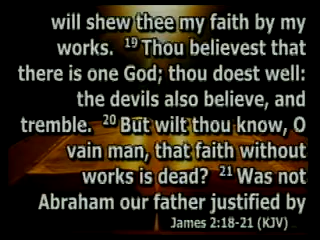 will shew thee my faith by my
works. 19 Thou believest that
there is one God; thou doest well:
the devils also believe, and
tremble. 20 But wilt thou know, O
vain man, that faith without
works is dead? 21 Was not
Abraham our father justified by
James 2:18-21 (KJV)